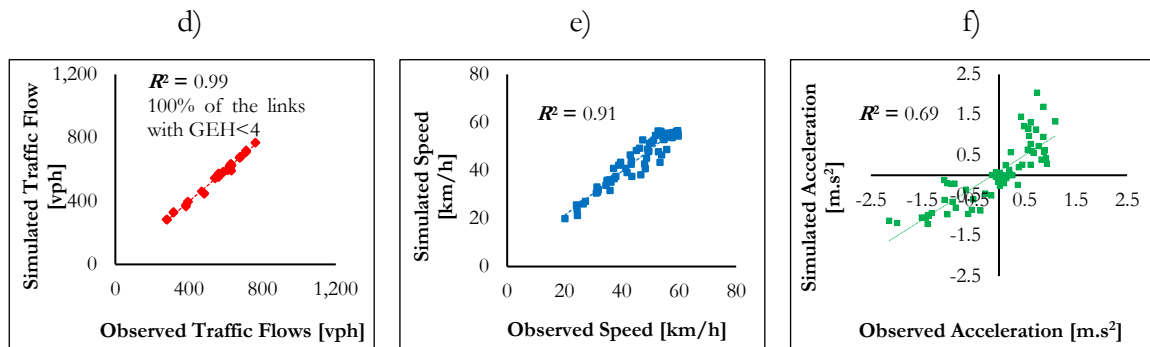 d)
e)
f)
Simulated Traffic Flow
[vph]
1,200
800
400
0
R² = 0.99
100% of the links
with GEH<4
0
400
800
1,200
Observed Traffic Flows [vph]
Simulated Speed
[km/h]
80
60
40
20
0
R² = 0.91
0
20
40
60
80
Observed Speed [km/h]
Simulated Acceleration
[m.s²]
2.5
1.5
0.5
-0.5
-1.5
-2.5
R² = 0.69
-2.5
-1.5
-0.5
0.5
1.5
2.5
Observed Acceleration [m.s²]